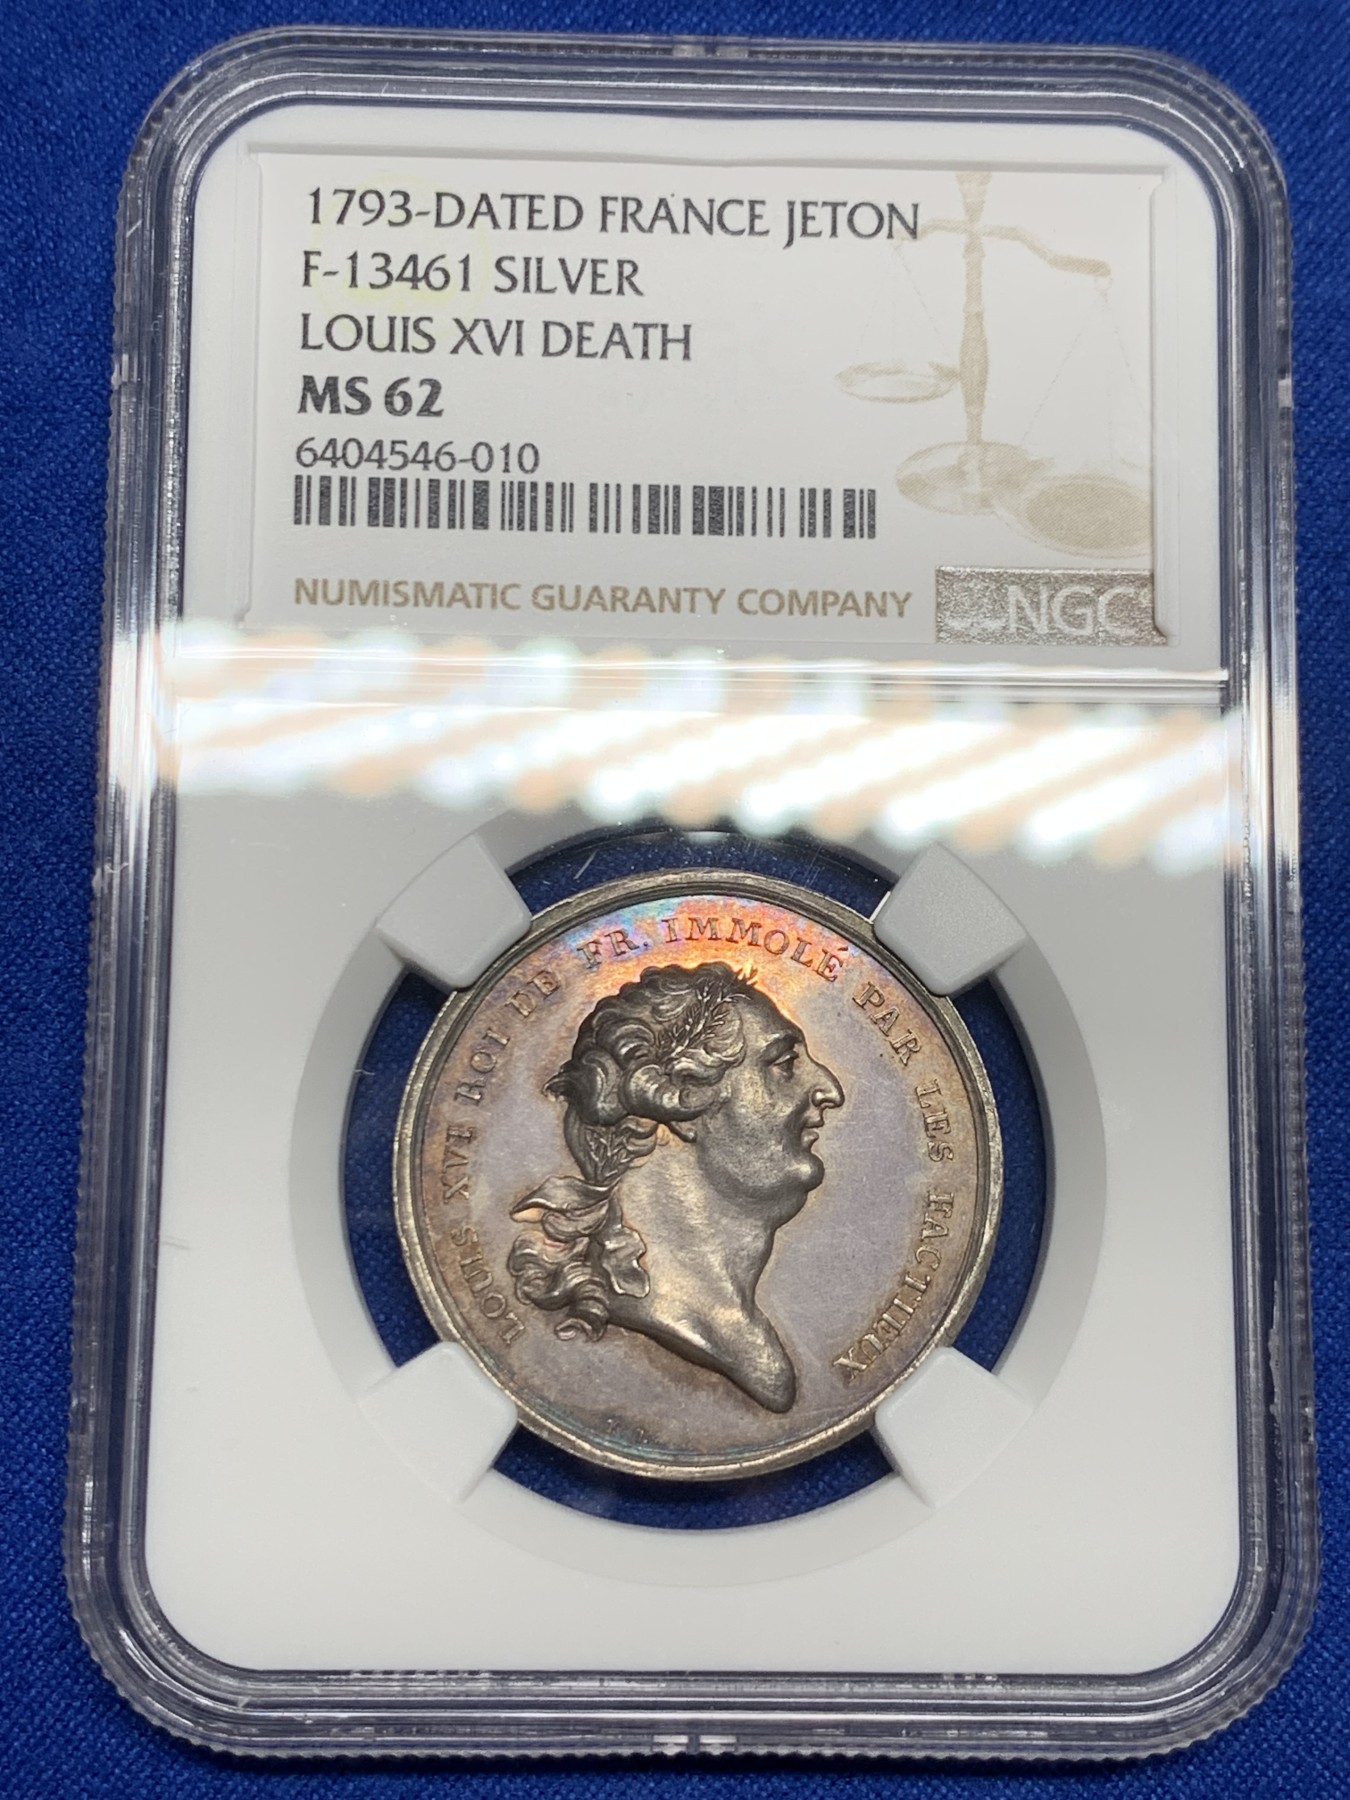 1793-DATED FRANCE JETON
F-13461 SILVER
LOUIS XVI DEATH
MS 62
6404546-010
NUMISMATIC GUARANTY COMPANY
NGC
LOUIS XVI E ROI DE FR. IMMOLÉ PAR LES FACTIEUX